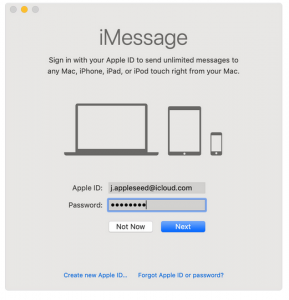 iMessage
Sign in with your Apple ID to send unlimited messages to
any Mac, iPhone, iPad, or iPod touch right from your Mac.
Apple ID: j.appleseed@icloud.com
Password: ••••••••
Not Now Next
Create new Apple ID... Forgot Apple ID or password?